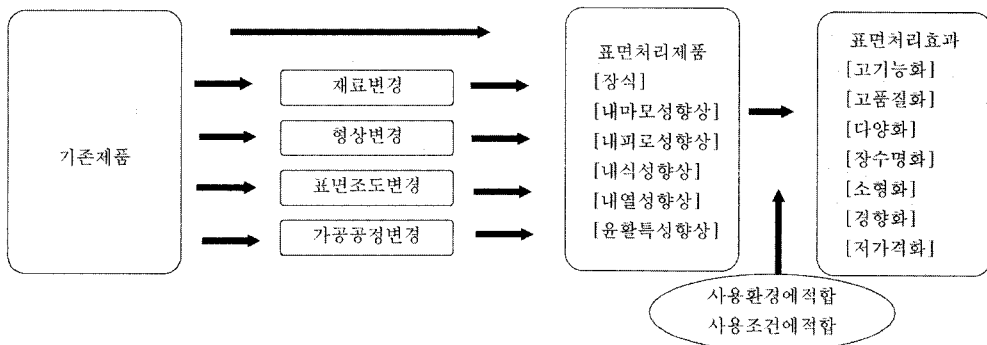 기존제품
재료변경
형상변경
표면조도변경
가공공정변경
표면처리제품
[장식]
[내마모성향상]
[내피로성향상]
[내식성향상]
[내열성향상]
[윤활특성향상]
표면처리효과
[고기능화]
[고품질화]
[다양화]
[장수명화]
[소형화]
[경향화]
[저가격화]
사용환경에적합
사용조건에적합